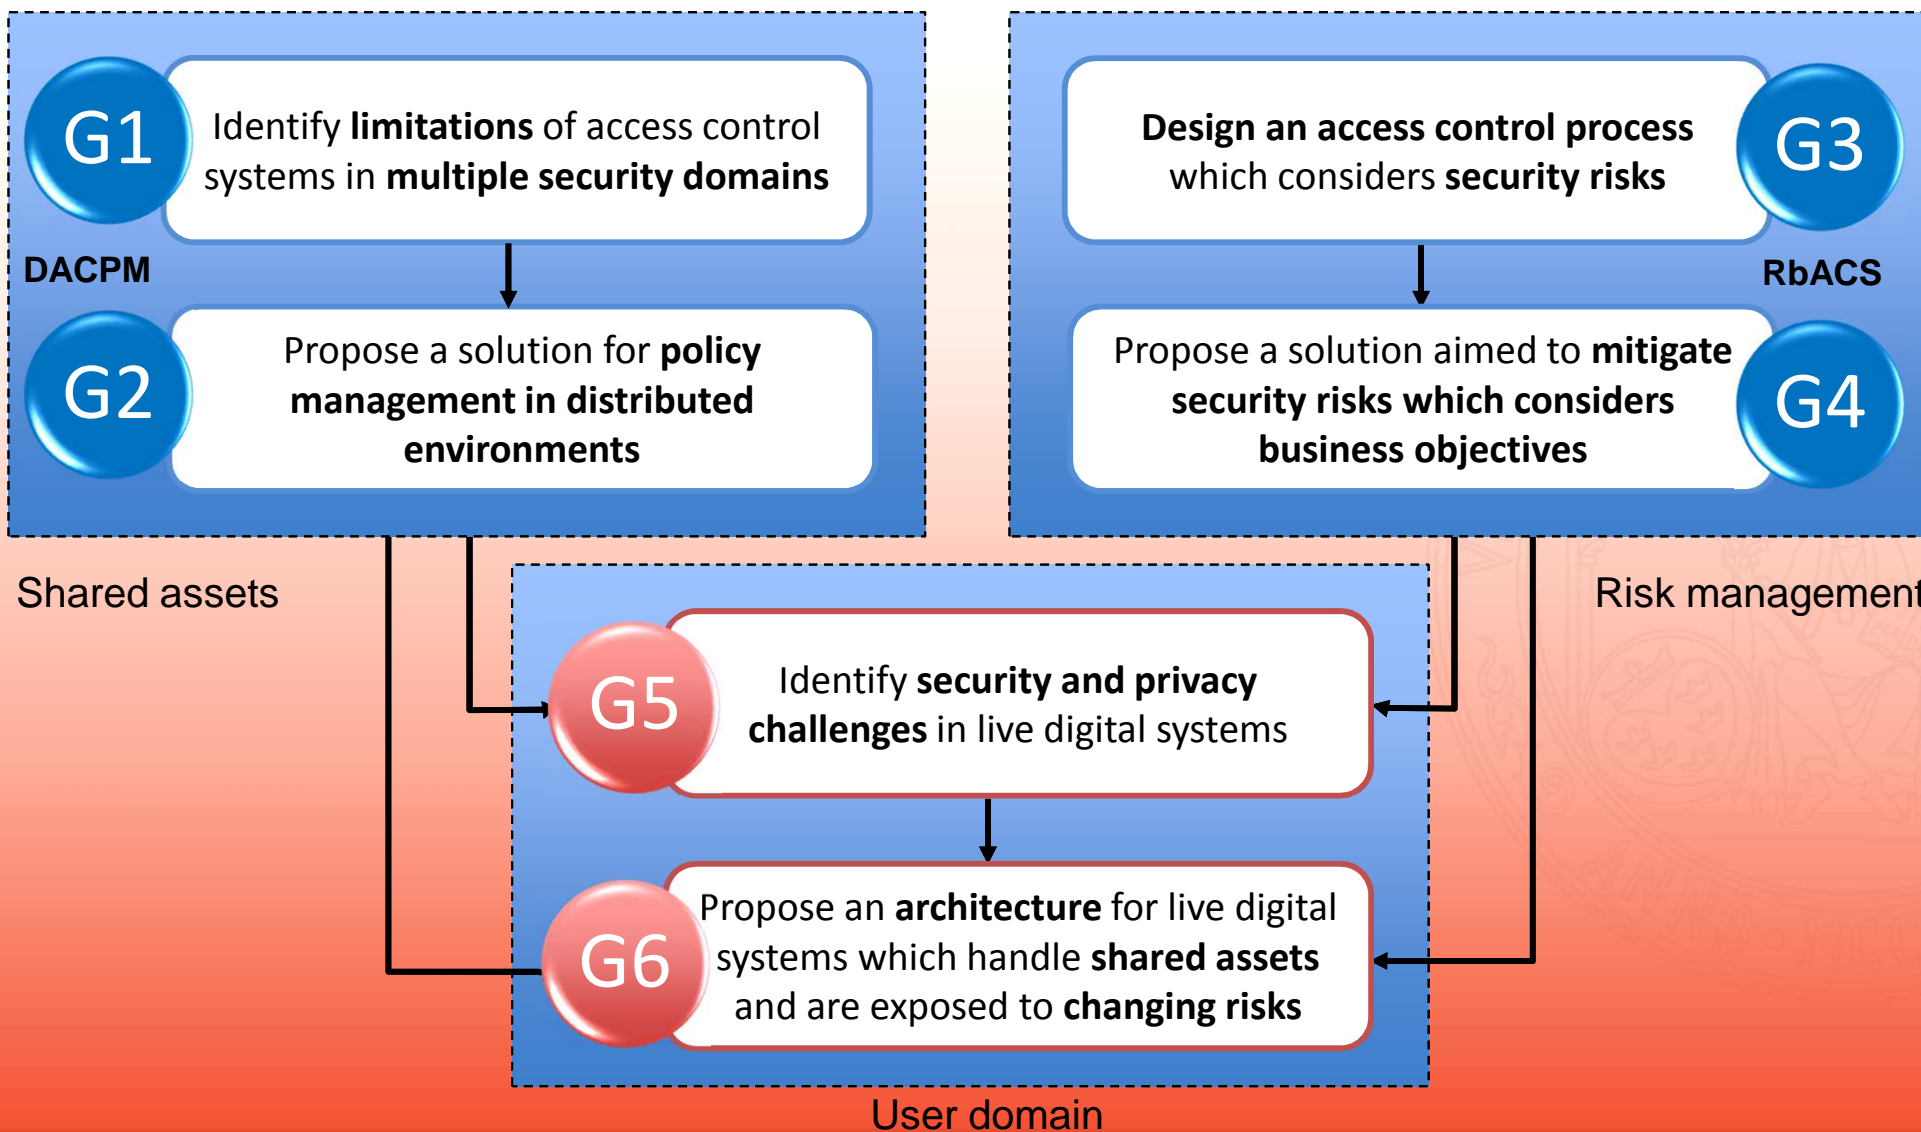 G1
Identify limitations of access control
systems in multiple security domains
DACPM
G2
Propose a solution for policy
management in distributed
environments
Design an access control process
which considers security risks
G3
RbACS
Propose a solution aimed to mitigate
security risks which considers
business objectives
G4
Shared assets
Risk management
G5
Identify security and privacy
challenges in live digital systems
G6
Propose an architecture for live digital
systems which handle shared assets
and are exposed to changing risks
User domain